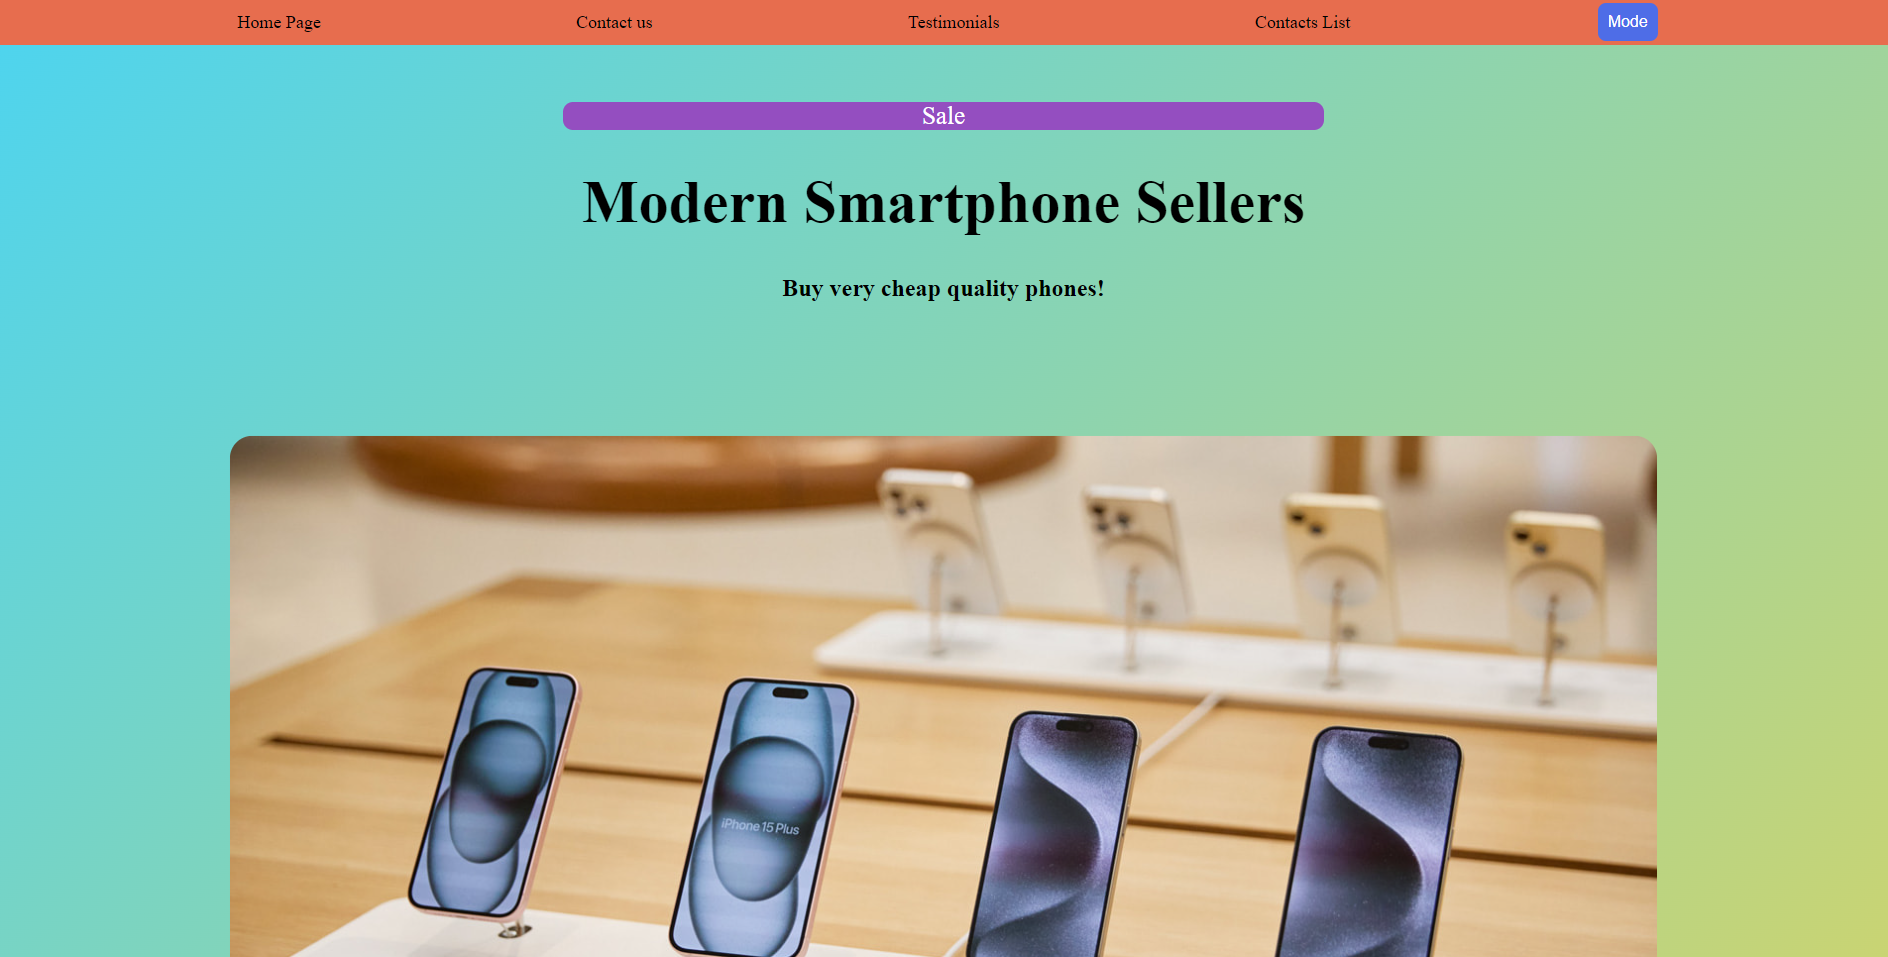 Home Page Contact us Testimonials Contacts List Mode
Sale
Modern Smartphone Sellers
Buy very cheap quality phones!
iPhone 15 Plus